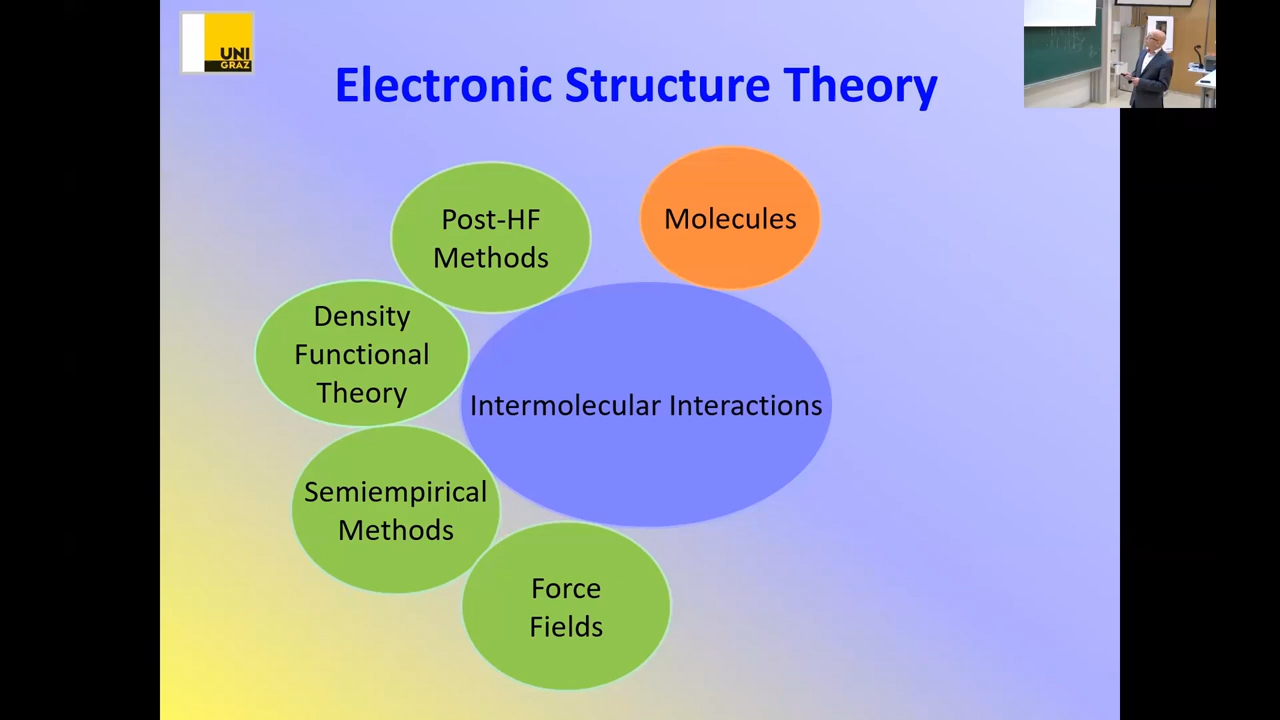 UNI
GRAZ
Electronic Structure Theory
Post-HF
Methods
Molecules
Density
Functional
Theory
Intermolecular Interactions
Semiempirical
Methods
Force
Fields